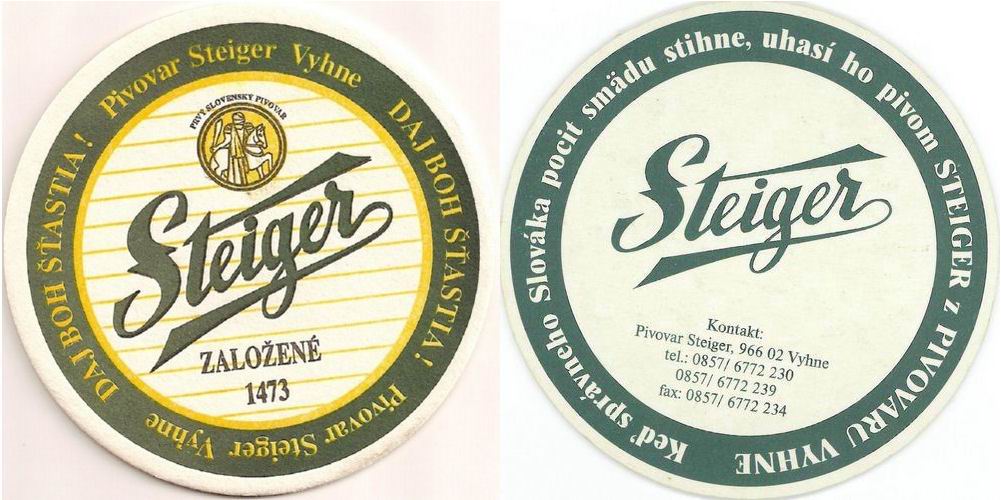 Pivovar Steiger Vyhne
DAJ BOH ŠŤASTIA!
Pivovar Steiger Vyhne
DAJ BOH ŠŤASTIA!
PRVÝ SLOVENSKÝ PIVOVAR
Steiger
ZALOŽENÉ
1473
Keď správneho Slováka pocit smädu stihne, uhasí ho pivom STEIGER z PIVOVARU VYHNE
Steiger
Kontakt:
Pivovar Steiger, 966 02 Vyhne
tel.: 0857/ 6772 230
0857/ 6772 239
fax: 0857/ 6772 234